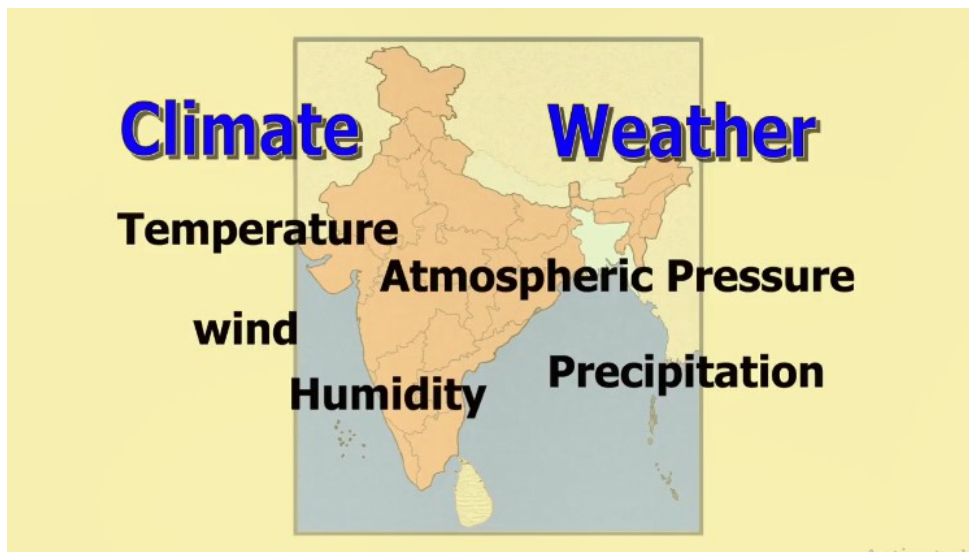 Climate
Weather
Temperature
Atmospheric Pressure
wind
Precipitation
Humidity